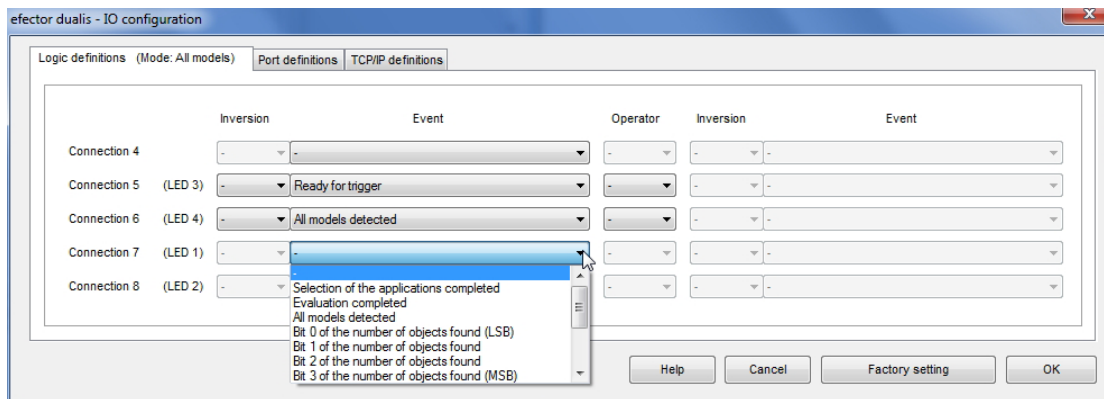 efector dualis - IO configuration
x
Logic definitions (Mode: All models) Port definitions TCP/IP definitions
Inversion Event Operator Inversion Event
Connection 4 - - - - -
Connection 5 (LED 3) - Ready for trigger - - -
Connection 6 (LED 4) - All models detected - - -
Connection 7 (LED 1) - - - - -
-
Connection 8 (LED 2) - - - -
Selection of the applications completed
Evaluation completed
All models detected
Bit 0 of the number of objects found (LSB)
Bit 1 of the number of objects found
Bit 2 of the number of objects found
Bit 3 of the number of objects found (MSB)
Help Cancel Factory setting OK